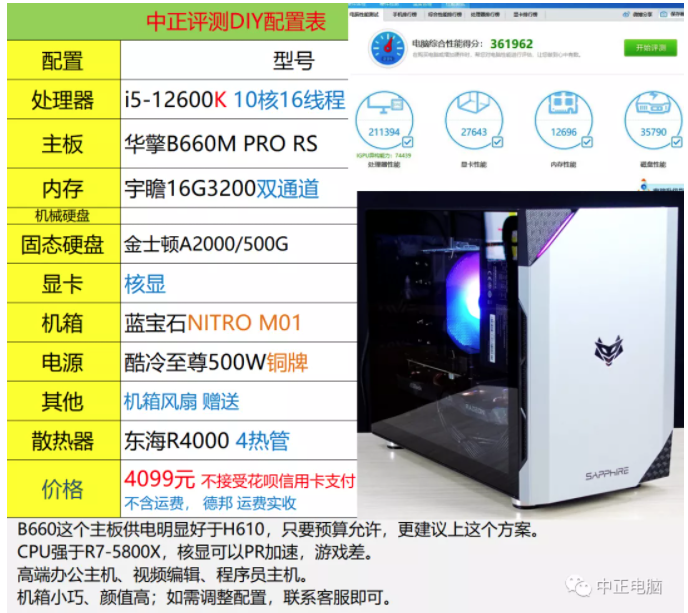 中正评测DIY配置表
配置 型号
处理器 i5-12600K 10核16线程
主板 华擎B660M PRO RS
内存 宇瞻16G3200双通道
机械硬盘
固态硬盘 金士顿A2000/500G
显卡 核显
机箱 蓝宝石NITRO M01
电源 酷冷至尊500W铜牌
其他 机箱风扇 赠送
散热器 东海R4000 4热管
价格 4099元 不接受花呗信用卡支付
不含运费， 德邦 运费实收
电脑综合性能得分： 361962
开始评测
211394
27643
12696
35790
处理器性能
显卡性能
内存性能
磁盘性能
SAPPHIRE
B660这个主板供电明显好于H610，只要预算允许，更建议上这个方案。
CPU强于R7-5800X，核显可以PR加速，游戏差。
高端办公主机、视频编辑、程序员主机。
机箱小巧、颜值高；如需调整配置，联系客服即可。
中正电脑